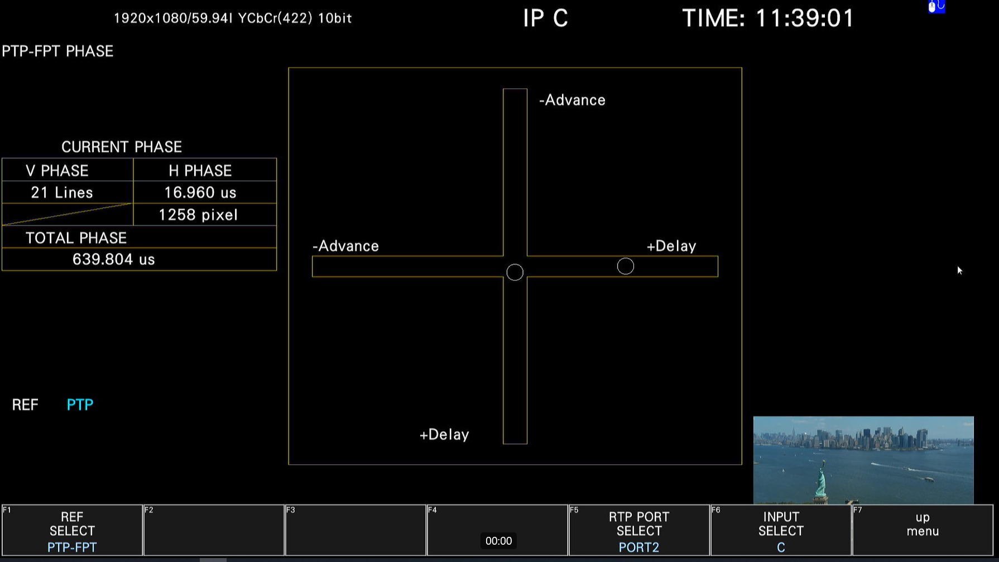 1920x1080/59.94I YCbCr(422) 10bit
IP C
TIME: 11:39:01
PTP-FPT PHASE
-Advance
CURRENT PHASE
V PHASE H PHASE
21 Lines 16.960 us
1258 pixel
TOTAL PHASE
639.804 us
-Advance
+Delay
+Delay
REF PTP
F1
REF
SELECT
PTP-FPT
F2
F3
F4
00:00
F5
RTP PORT
SELECT
PORT2
F6
INPUT
SELECT
C
F7
up
menu